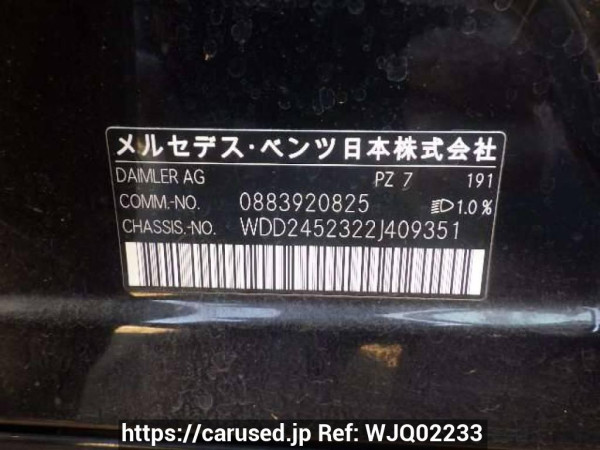 メルセデス・ベンツ日本株式会社
DAIMLER AG PZ 7 191
COMM.-NO. 0883920825 1.0%
CHASSIS.-NO. WDD2452322J409351
https://carused.jp Ref: WJQ02233